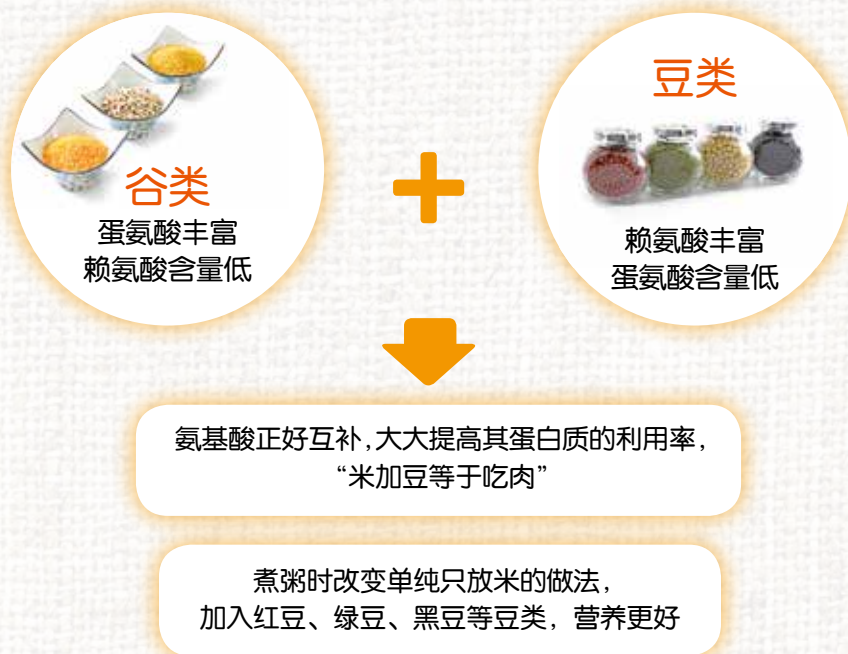 谷类
蛋氨酸丰富
赖氨酸含量低
豆类
赖氨酸丰富
蛋氨酸含量低
氨基酸正好互补，大大提高其蛋白质的利用率，
“米加豆等于吃肉”
煮粥时改变单纯只放米的做法，
加入红豆、绿豆、黑豆等豆类，营养更好